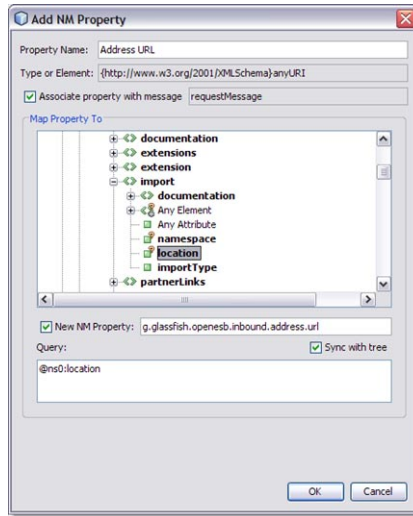 Add NM Property
Property Name: Address URL
Type or Element: {http://www.w3.org/2001/XMLSchema}anyURI
Associate property with message requestMessage
Map Property To
documentation
extensions
extension
import
documentation
Any Element
Any Attribute
namespace
location
importType
partnerLinks
New NM Property: g.glassfish.openesb.inbound.address.url
Query: Sync with tree
@ns0:location
OK Cancel